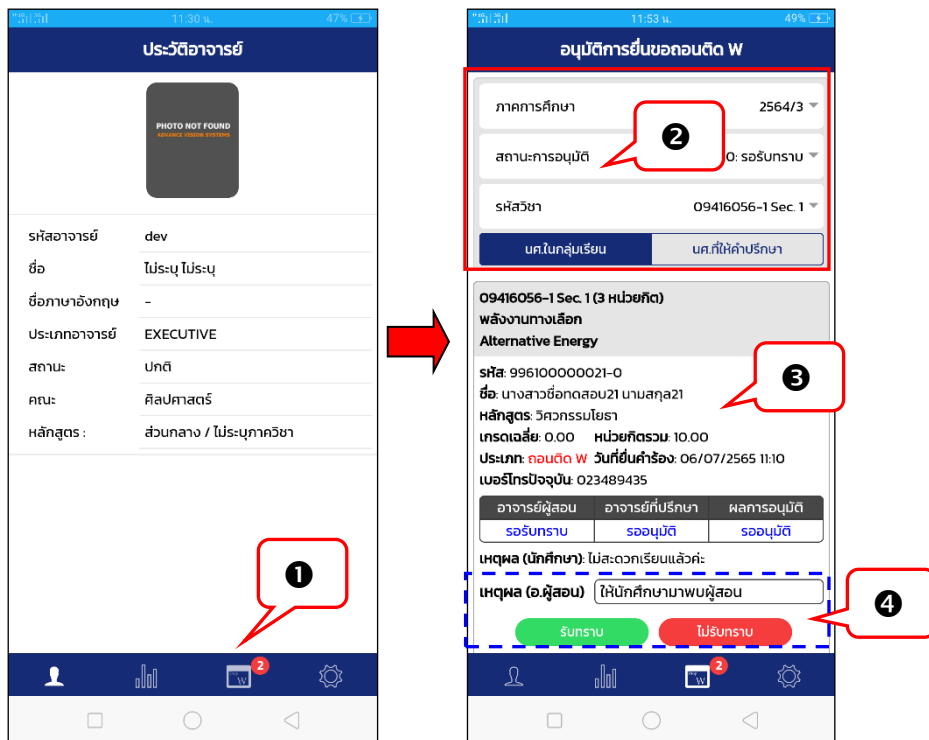 11:30 น.
47%
ประวัติอาจารย์
PHOTO NOT FOUND
ADVANCE VISION SYSTEMS
รหัสอาจารย์ dev
ชื่อ ไม่ระบุ ไม่ระบุ
ชื่อภาษาอังกฤษ -
ประเภทอาจารย์ EXECUTIVE
สถานะ ปกติ
คณะ ศิลปศาสตร์
หลักสูตร : ส่วนกลาง / ไม่ระบุภาควิชา
❶
W 2
11:53 น.
49%
อนุมัติการยื่นขอถอนติด W
ภาคการศึกษา 2564/3
❷
สถานะการอนุมัติ 0: รอรับทราบ
รหัสวิชา 09416056-1 Sec. 1
นศ.ในกลุ่มเรียน นศ.ที่ให้คำปรึกษา
09416056-1 Sec. 1 (3 หน่วยกิต)
พลังงานทางเลือก
Alternative Energy
❸
รหัส: 996100000021-0
ชื่อ: นางสาวชื่อทดสอบ21 นามสกุล21
หลักสูตร: วิศวกรรมโยธา
เกรดเฉลี่ย: 0.00 หน่วยกิตรวม: 10.00
ประเภท: ถอนติด W วันที่ยื่นคำร้อง: 06/07/2565 11:10
เบอร์โทรปัจจุบัน: 023489435
อาจารย์ผู้สอน อาจารย์ที่ปรึกษา ผลการอนุมัติ
รอรับทราบ รออนุมัติ รออนุมัติ
เหตุผล (นักศึกษา): ไม่สะดวกเรียนแล้วค่ะ
เหตุผล (อ.ผู้สอน) ให้นักศึกษามาพบผู้สอน
❹
รับทราบ ไม่รับทราบ
W 2